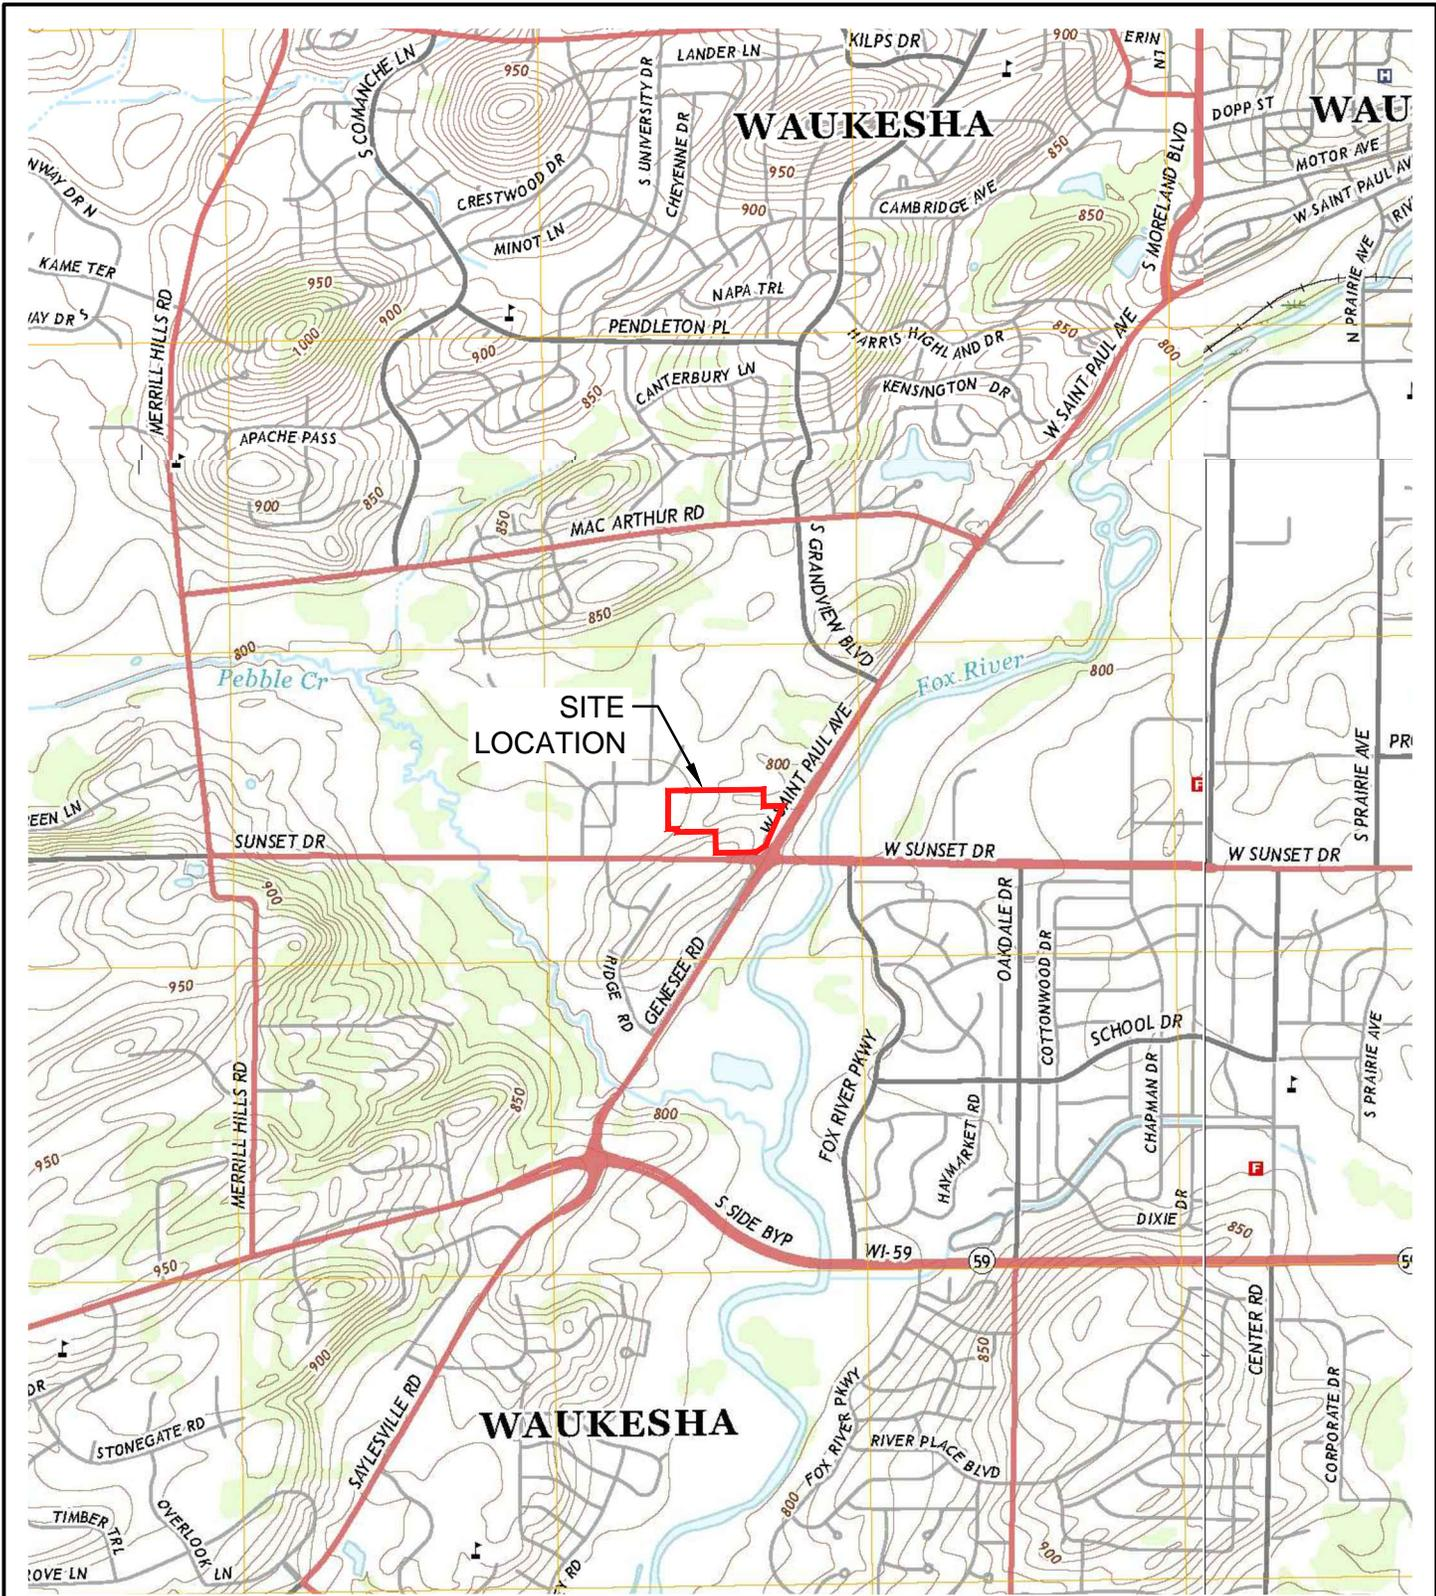 S COMANCHE LN
950
LANDER LN
KILPS DR
900
ERIN
LN
H
S UNIVERSITY DR
CHEYENNE DR
WAUKESHA
DOPP ST
WAU
MOTOR AVE
850
S MORELAND BLVD
CRESTWOOD DR
950
W SAINT PAUL AV
NWAY DR N
900
CAMBRIDGE AVE
850
RIV
MINOT LN
N PRAIRIE AVE
KAME TER
950
NAPA TRL
MERRILL HILLS RD
900
PENDLETON PL
HARRIS HIGHLAND DR
850
1000
900
CANTERBURY LN
850
KENSINGTON DR
W SAINT PAUL AVE
800
APACHE PASS
900
850
850
MAC ARTHUR RD
S GRANDVIEW BLVD
850
800
Pebble Cr
Fox River
800
SITE
LOCATION
W SAINT PAUL AVE
800
W SAINT PAUL AVE
F
S PRAIRIE AVE
PR
REEN LN
SUNSET DR
W SUNSET DR
W SUNSET DR
900
OAKDALE DR
COTTONWOOD DR
RIDGE RD
GENESEE RD
950
SCHOOL DR
S PRAIRIE AVE
FOX RIVER PKWY
MERRILL HILLS RD
850
800
HAYMARKET RD
CHAPMAN DR
950
F
S SIDE BYP
DIXIE DR
850
WI-59
59
950
CENTER RD
900
850
CORPORATE DR
DR
SAYLESVILLE RD
WAUKESHA
FOX RIVER PKWY
STONEGATE RD
RIVER PLACE BLVD
800
TIMBER TRL
OVERLOOK LN
900
ROVE LN
Y RD